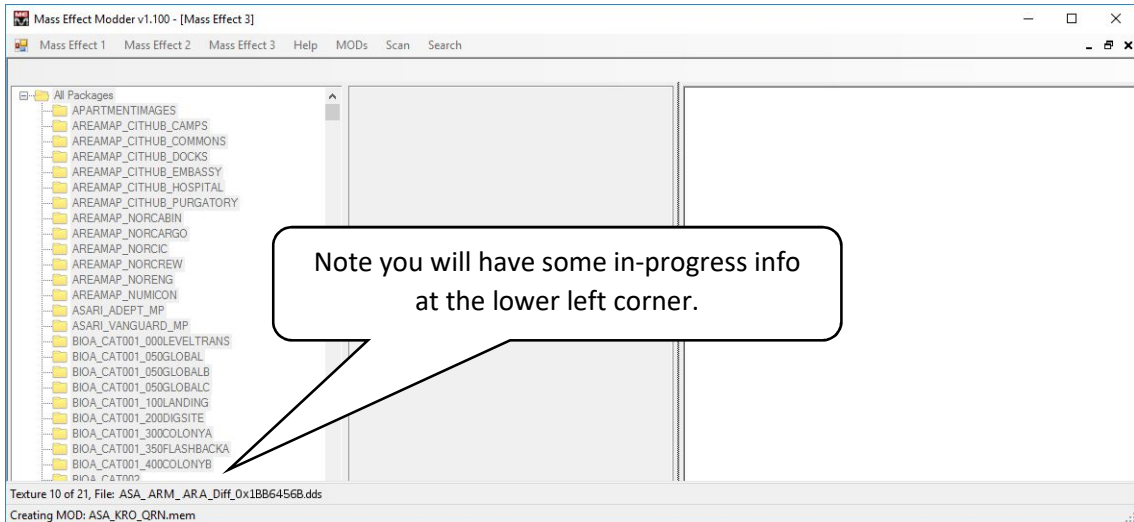 Mass Effect Modder v1.100 - [Mass Effect 3]
Mass Effect 1 Mass Effect 2 Mass Effect 3 Help MODs Scan Search
All Packages
APARTMENTIMAGES
AREAMAP_CITHUB_CAMPS
AREAMAP_CITHUB_COMMONS
AREAMAP_CITHUB_DOCKS
AREAMAP_CITHUB_EMBASSY
AREAMAP_CITHUB_HOSPITAL
AREAMAP_CITHUB_PURGATORY
AREAMAP_NORCABIN
AREAMAP_NORCARGO
AREAMAP_NORCIC
AREAMAP_NORCREW
AREAMAP_NORENG
AREAMAP_NUMICON
ASARI_ADEPT_MP
ASARI_VANGUARD_MP
BIOA_CAT001_000LEVELTRANS
BIOA_CAT001_050GLOBAL
BIOA_CAT001_050GLOBALB
BIOA_CAT001_050GLOBALC
BIOA_CAT001_100LANDING
BIOA_CAT001_200DIGSITE
BIOA_CAT001_300COLONYA
BIOA_CAT001_350FLASHBACKA
BIOA_CAT001_400COLONYB
BIOA_CAT002
Note you will have some in-progress info
at the lower left corner.
Texture 10 of 21, File: ASA_ARM_ARA_Diff_0x1BB6456B.dds
Creating MOD: ASA_KRO_QRN.mem